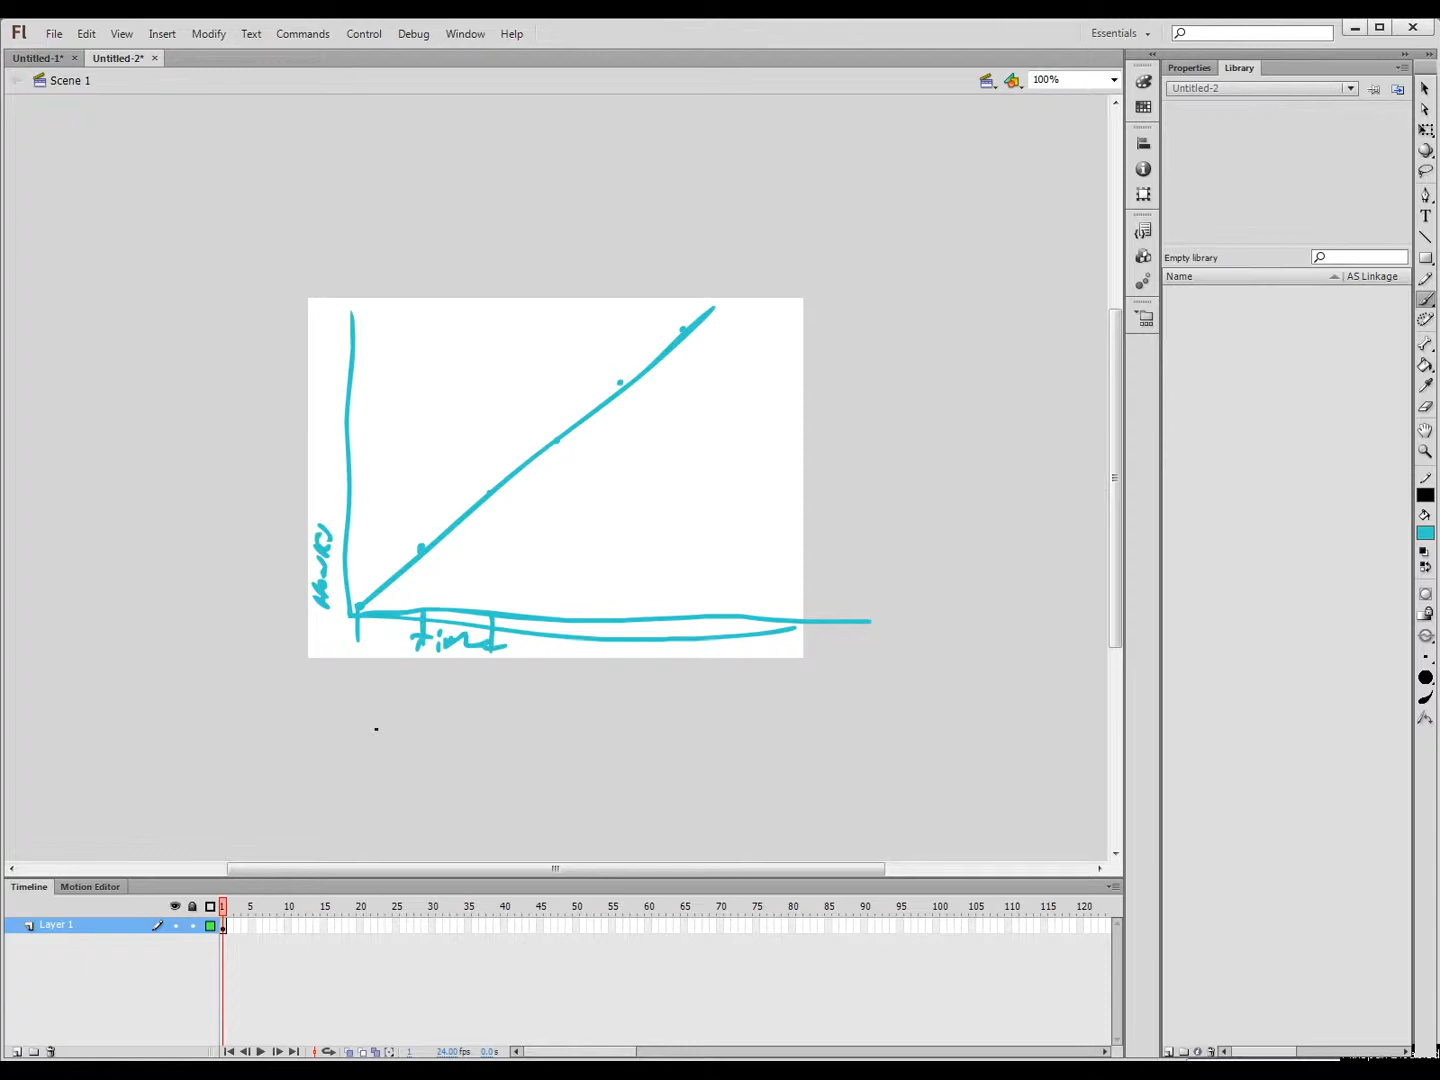 Fl File Edit View Insert Modify Text Commands Control Debug Window Help Essentials
Untitled-1* × Untitled-2* ×
Scene 1 100%
Properties Library
Untitled-2
Empty library
Name AS Linkage
time
Timeline Motion Editor
1 5 10 15 20 25 30 35 40 45 50 55 60 65 70 75 80 85 90 95 100 105 110 115 120
Layer 1
1 24.00 fps 0.0 s